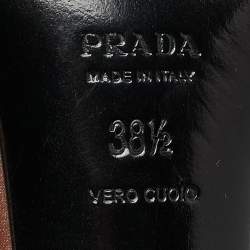 PRADA
MADE IN ITALY
38½
VERO CUOIO